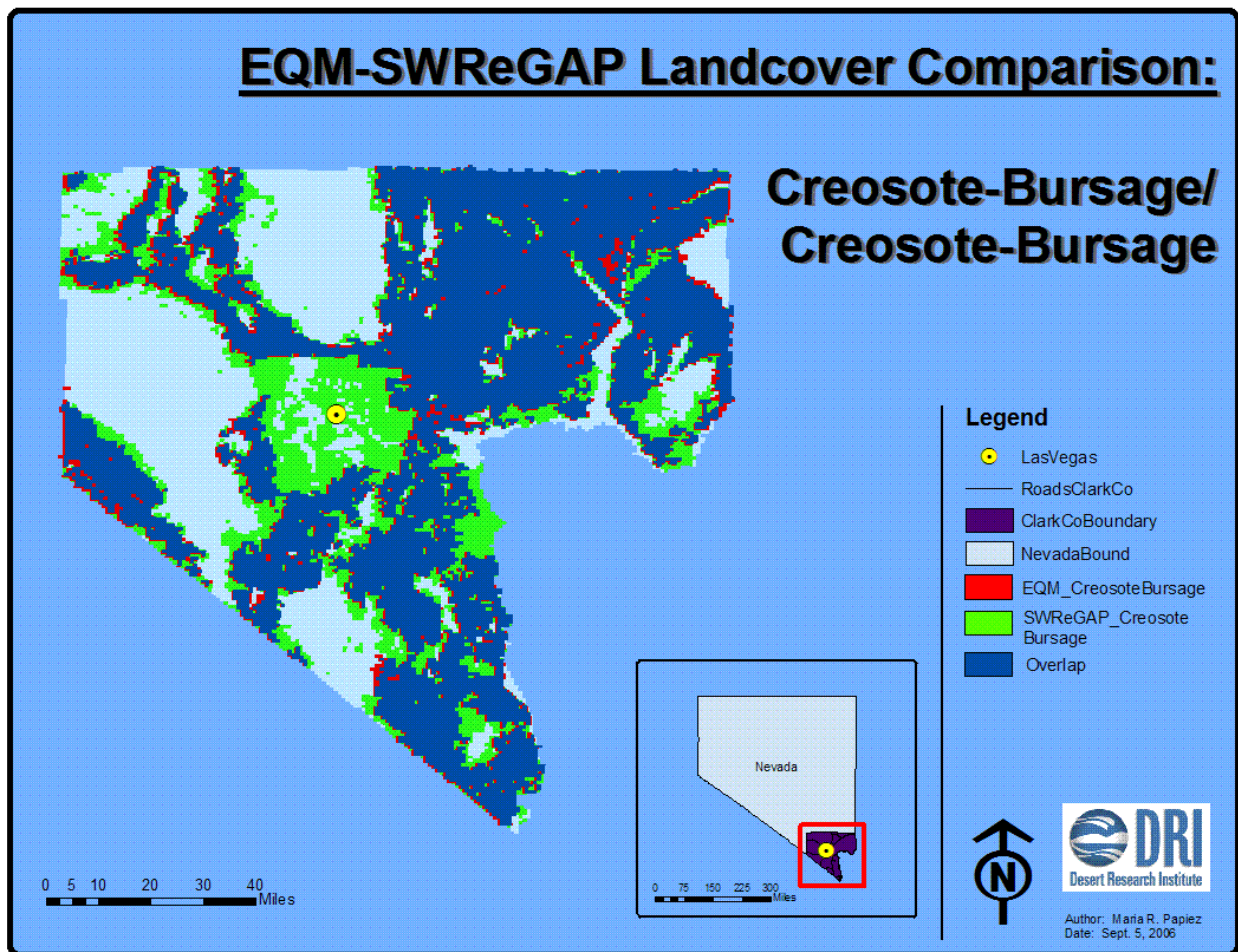 EQM-SWReGAP Landcover Comparison:
Creosote-Bursage/
Creosote-Bursage
Legend
LasVegas
RoadsClarkCo
ClarkCoBoundary
NevadaBound
EQM_CreosoteBursage
SWReGAP_Creosote
Bursage
Overlap
Nevada
0 75 150 225 300
Miles
0 5 10 20 30 40
Miles
N
DRI
Desert Research Institute
Author: Maria R. Papiez
Date: Sept. 5, 2006